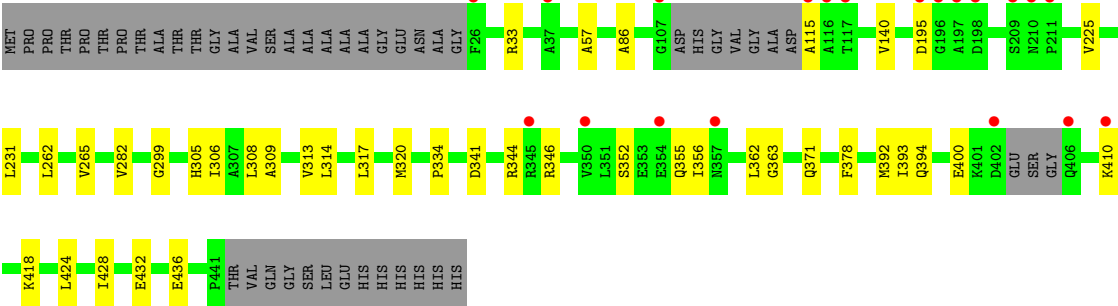 MET PRO PRO THR PRO THR PRO THR ALA THR THR GLY ALA VAL SER ALA ALA ALA ALA ALA GLY GLU ASN ALA GLY F26 R33 A37 A57 A86 G107 ASP HIS GLY VAL GLY ALA ASP A115 A116 T117 V140 D195 G196 A197 D198 S209 N210 P211 V225
L231 L262 V265 V282 G299 H305 I306 A307 L308 A309 V313 L314 L317 M320 P334 D341 R344 R345 R346 V350 L351 S352 E353 E354 Q355 I356 N357 L362 G363 Q371 F378 M392 I393 Q394 E400 K401 D402 GLU SER GLY Q406 K410
K418 L424 I428 E432 E436 P441 THR VAL GLN GLY SER LEU GLU HIS HIS HIS HIS HIS HIS